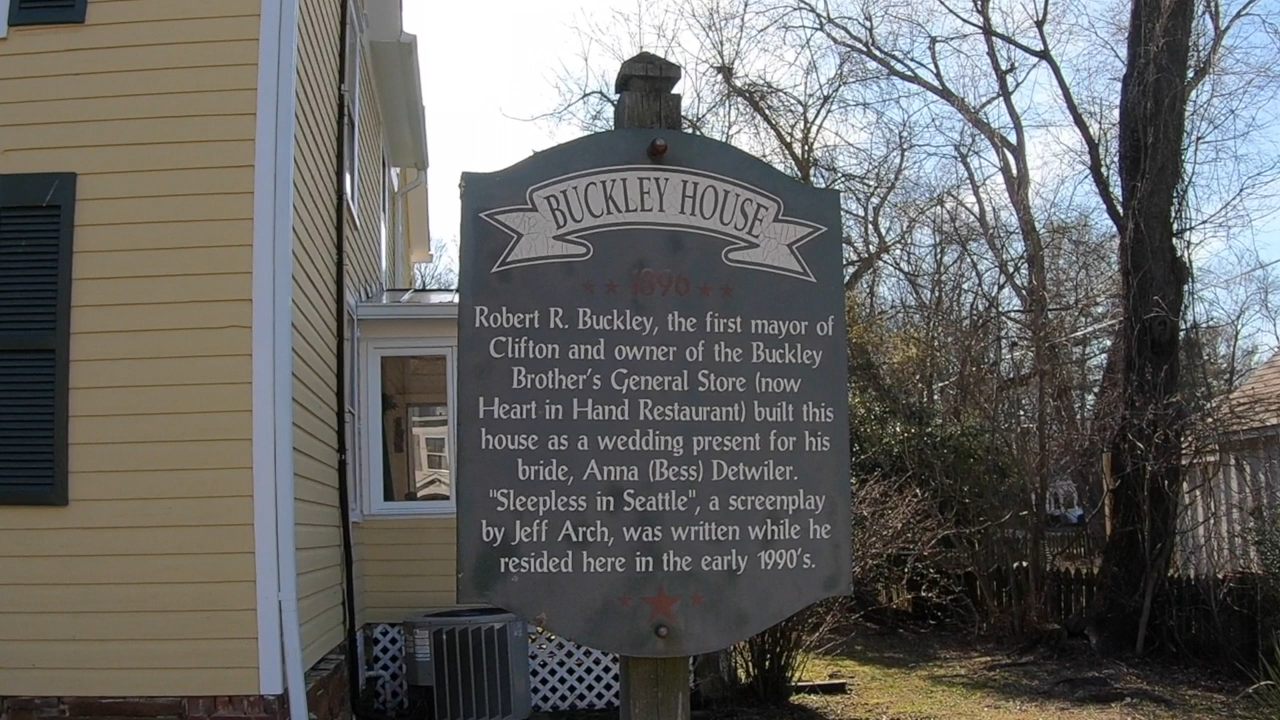 BUCKLEY HOUSE
1896
Robert R. Buckley, the first mayor of
Clifton and owner of the Buckley
Brother's General Store (now
Heart in Hand Restaurant) built this
house as a wedding present for his
bride, Anna (Bess) Detwiler.
"Sleepless in Seattle", a screenplay
by Jeff Arch, was written while he
resided here in the early 1990's.